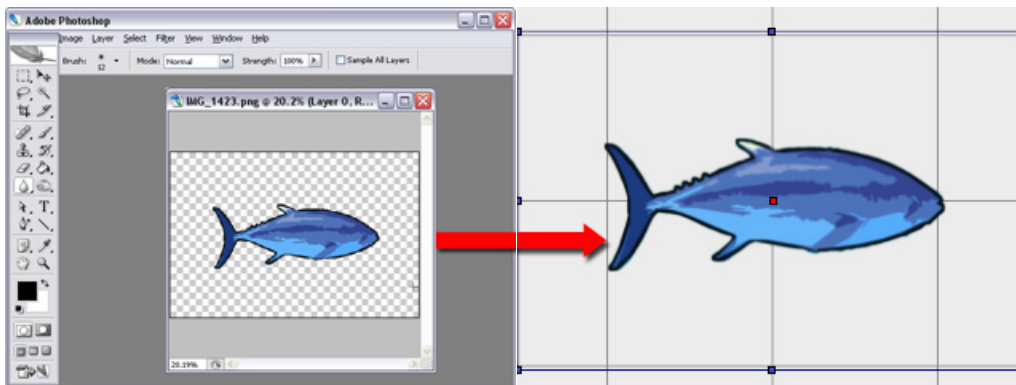 Adobe Photoshop
Image Layer Select Filter View Window Help
Brush: 12 Mode: Normal Strength: 100% Sample All Layers
IMG_1423.png @ 20.2% (Layer 0, R...
T
20.19%